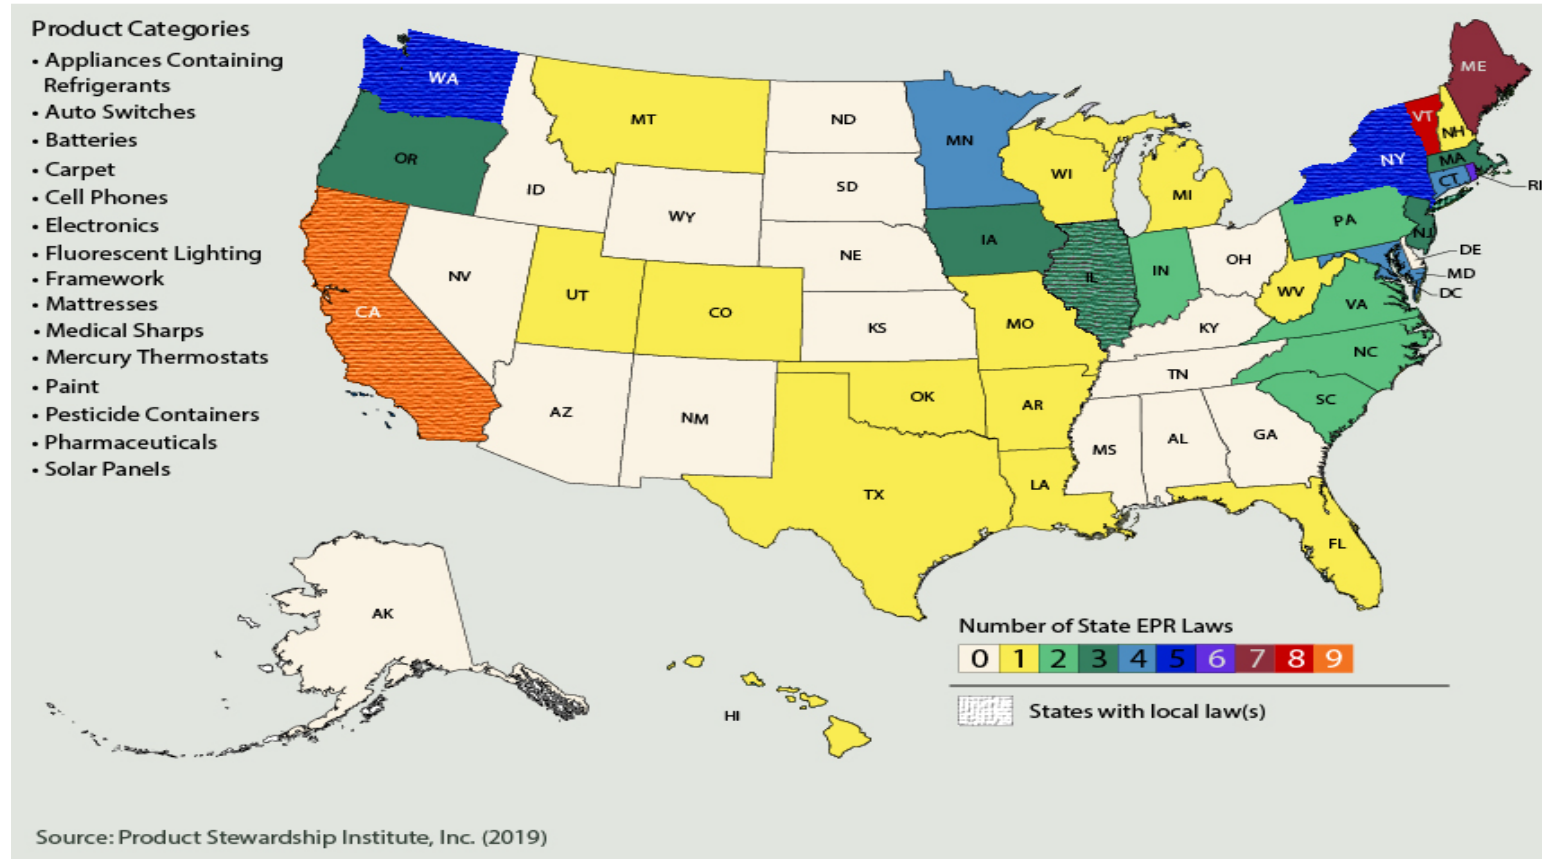 Product Categories
• Appliances Containing
Refrigerants
• Auto Switches
• Batteries
• Carpet
• Cell Phones
• Electronics
• Fluorescent Lighting
• Framework
• Mattresses
• Medical Sharps
• Mercury Thermostats
• Paint
• Pesticide Containers
• Pharmaceuticals
• Solar Panels
WA
MT
ND
MN
ME
VT
NH
OR
ID
SD
WI
MI
NY
MA
CT
RI
WY
IA
PA
NJ
NE
IL
IN
OH
DE
MD
DC
NV
UT
CO
CA
KS
MO
WV
VA
KY
NC
TN
AZ
NM
OK
AR
SC
MS
AL
GA
TX
LA
FL
AK
HI
Number of State EPR Laws
0 1 2 3 4 5 6 7 8 9
States with local law(s)
Source: Product Stewardship Institute, Inc. (2019)